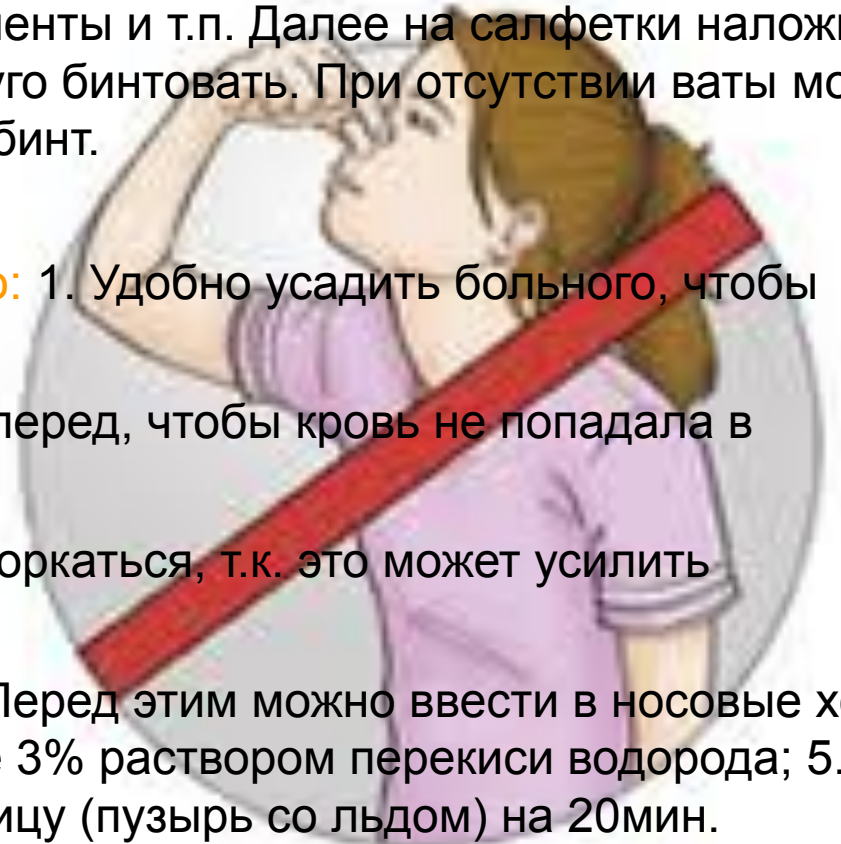 менты и т.п. Далее на салфетки налож
уго бинтовать. При отсутствии ваты мо
бинт.
о: 1. Удобно усадить больного, чтобы
перед, чтобы кровь не попадала в
оркаться, т.к. это может усилить
Перед этим можно ввести в носовые х
е 3% раствором перекиси водорода; 5.
ицу (пузырь со льдом) на 20мин.